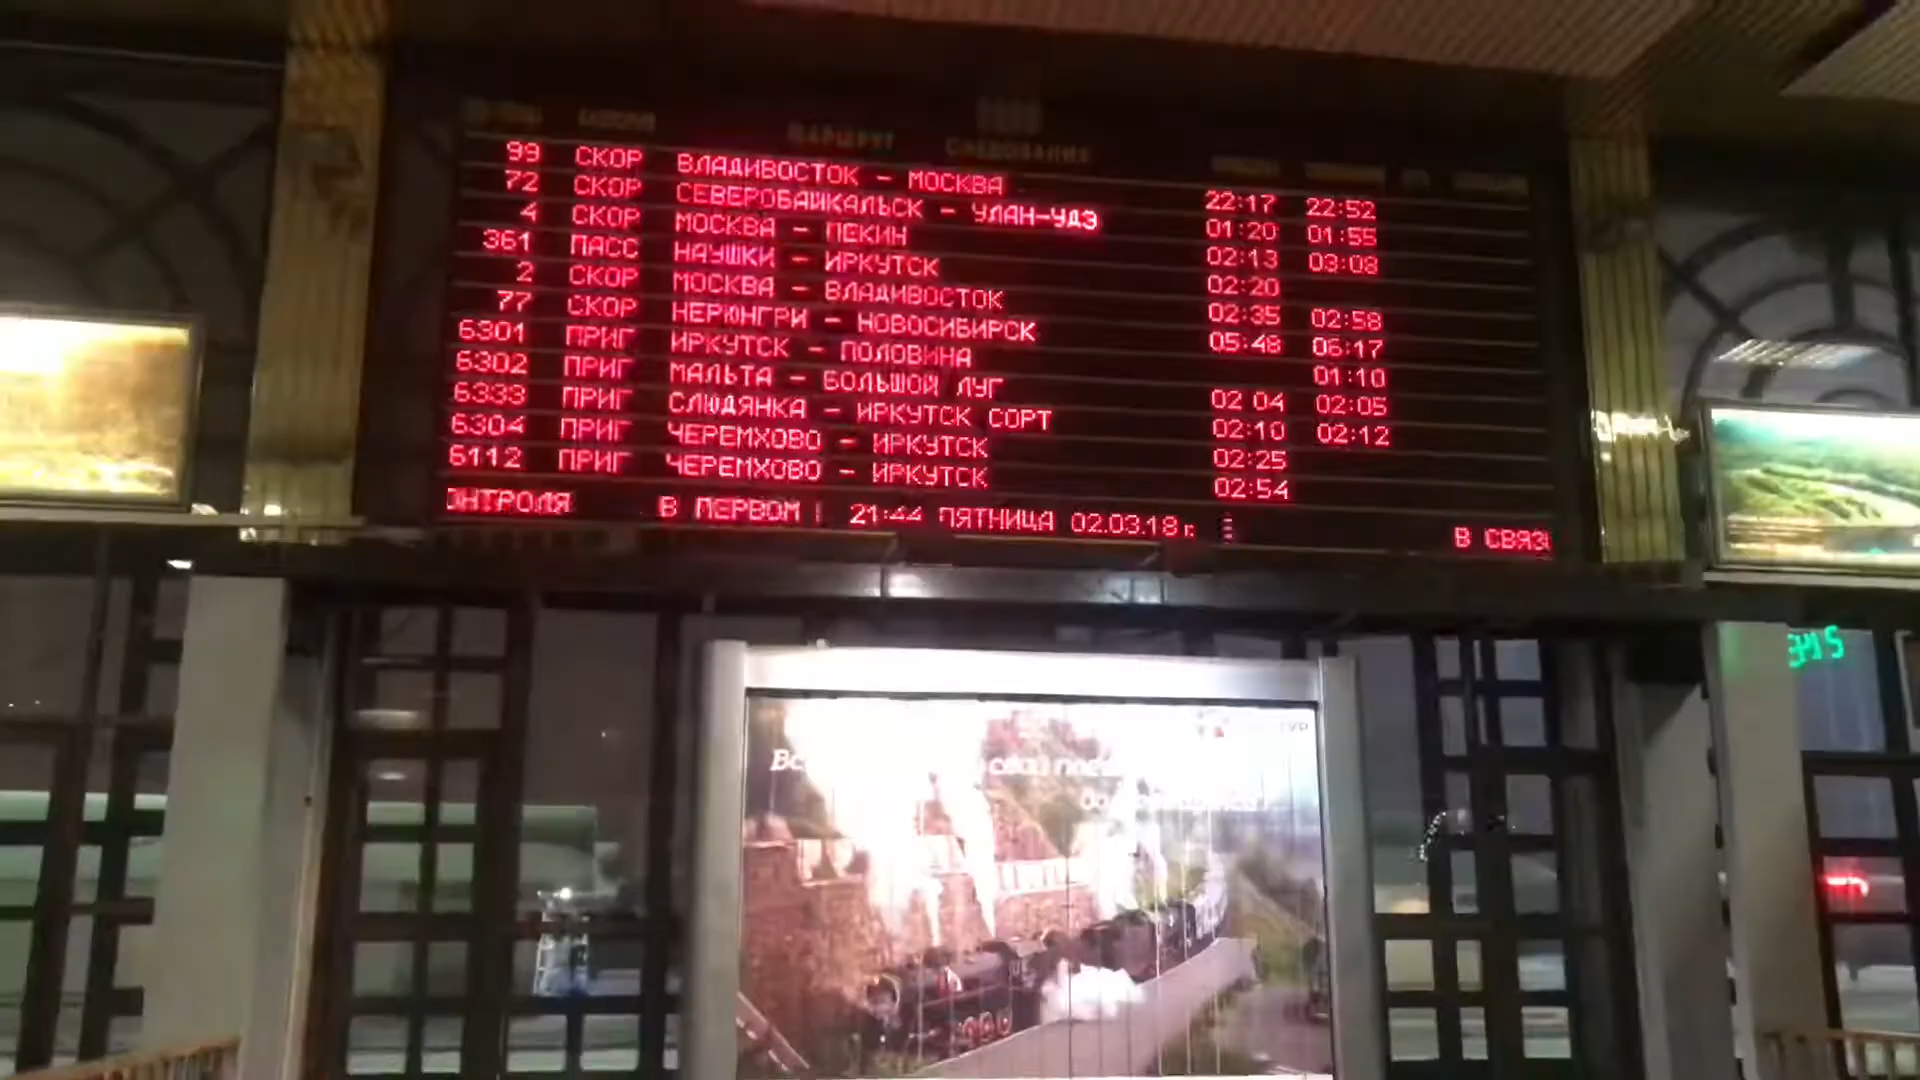 МАРШРУТ СЛЕДОВАНИЯ
99 СКОР ВЛАДИВОСТОК – МОСКВА 22:17 22:52
72 СКОР СЕВЕРОБАЙКАЛЬСК – УЛАН-УДЭ 01:20 01:55
4 СКОР МОСКВА – ПЕКИН 02:13 03:08
361 ПАСС НАУШКИ – ИРКУТСК 02:20
2 СКОР МОСКВА – ВЛАДИВОСТОК 02:35 02:58
77 СКОР НЕРЮНГРИ – НОВОСИБИРСК 05:48 06:17
6301 ПРИГ ИРКУТСК – ПОЛОВИНА 01:10
6302 ПРИГ МАЛЬТА – БОЛЬШОЙ ЛУГ 02 04 02:05
6333 ПРИГ СЛЮДЯНКА – ИРКУТСК СОРТ 02:10 02:12
6304 ПРИГ ЧЕРЕМХОВО – ИРКУТСК 02:25
6112 ПРИГ ЧЕРЕМХОВО – ИРКУТСК 02:54
ОНТРОЛЯ В ПЕРВОМ 21:44 ПЯТНИЦА 02.03.18 г. В СВЯЗИ
свой